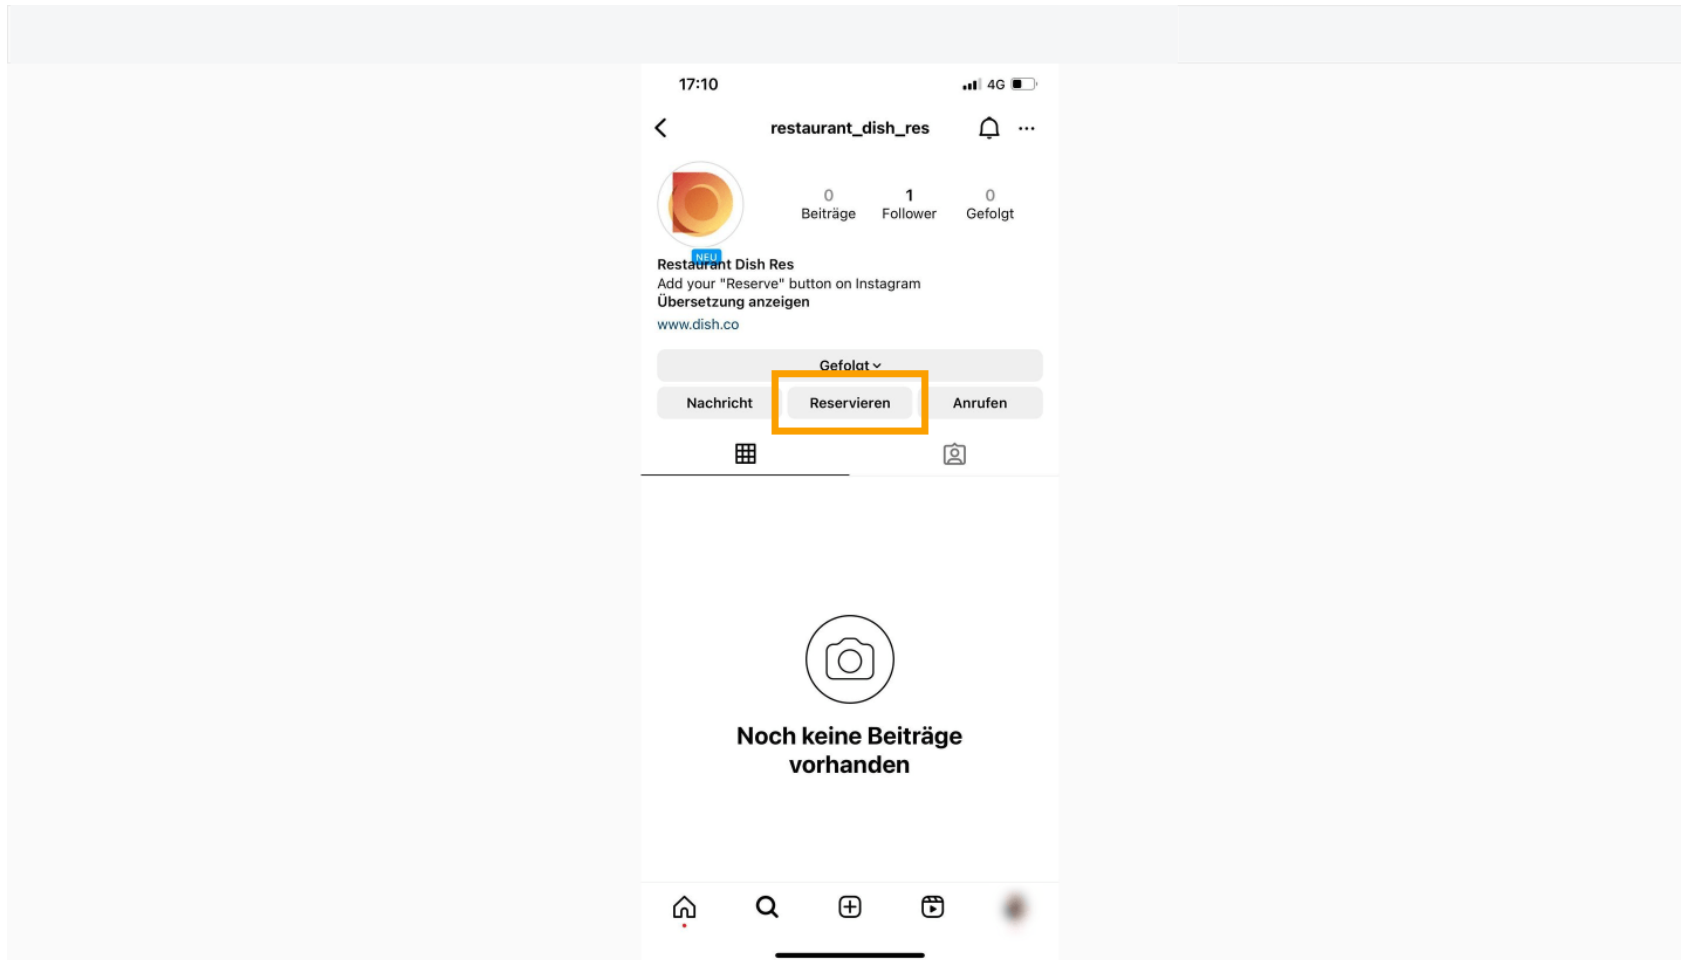 17:10
4G
restaurant_dish_res
0 1 0
Beiträge Follower Gefolgt
NEU
Restaurant Dish Res
Add your "Reserve" button on Instagram
Übersetzung anzeigen
www.dish.co
Gefolgt
Nachricht Reservieren Anrufen
Noch keine Beiträge
vorhanden